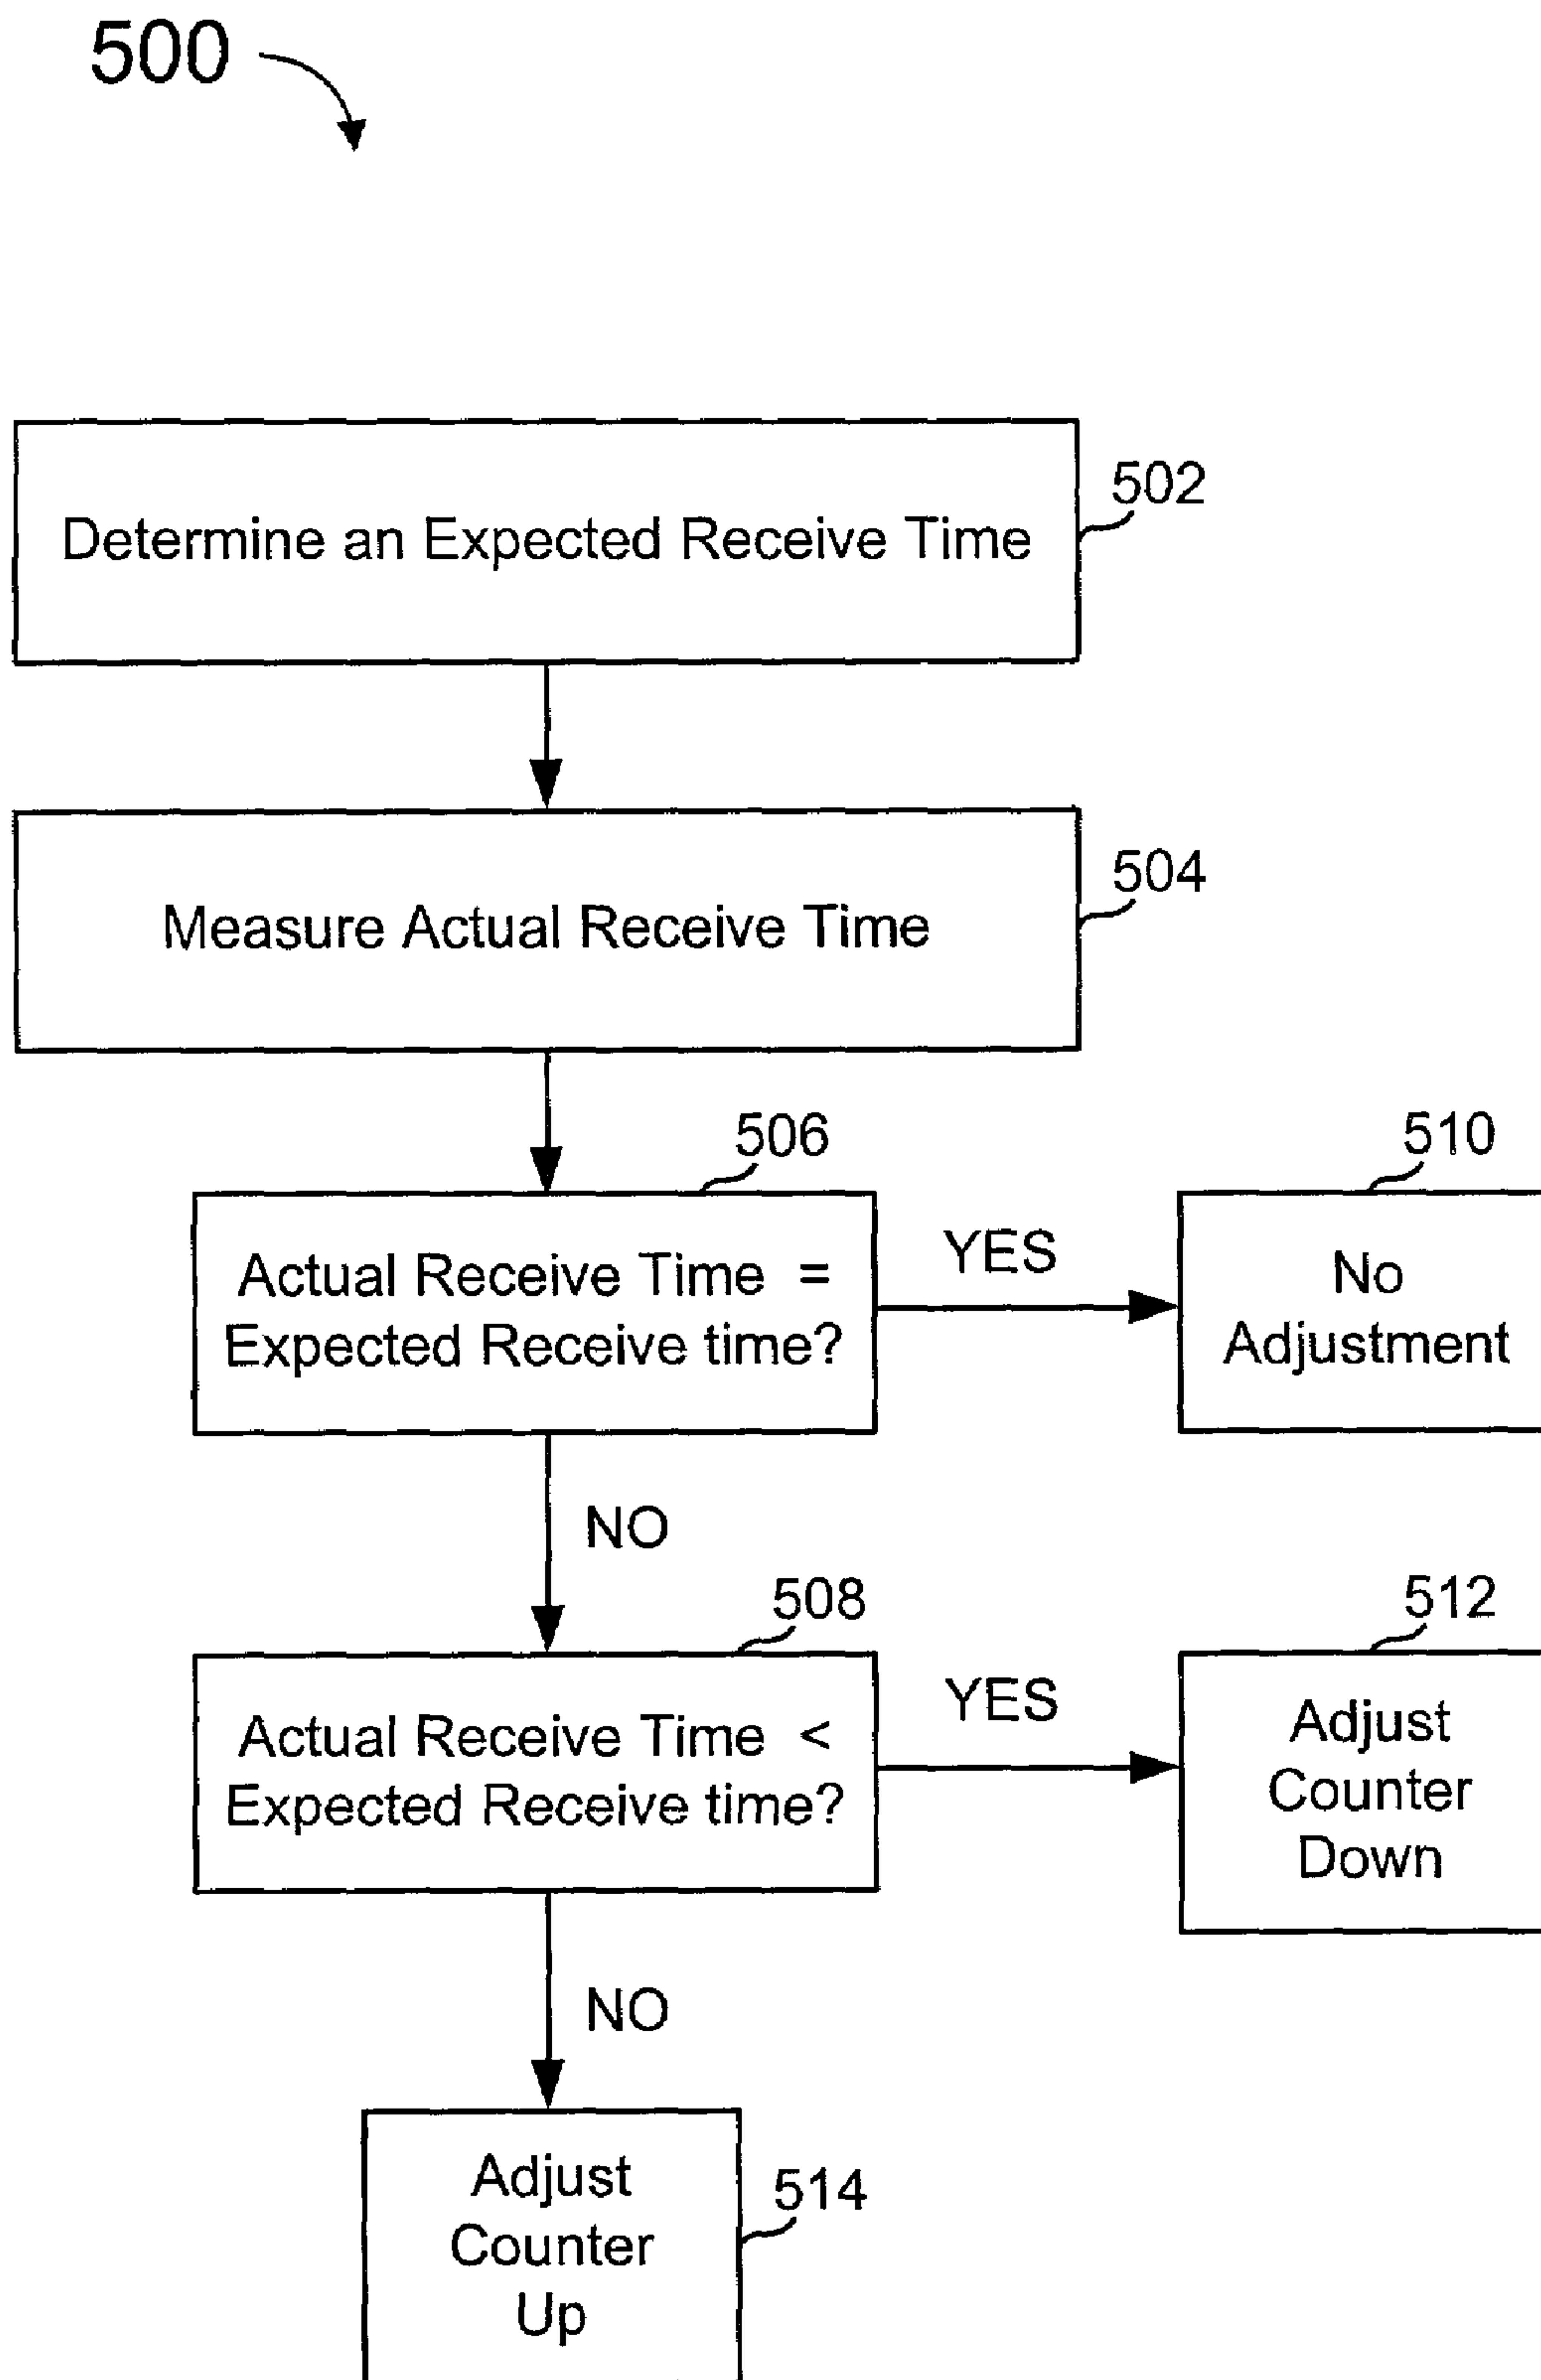 500
502
Determine an Expected Receive Time
504
Measure Actual Receive Time
506
510
Actual Receive Time =
Expected Receive time?
YES
No
Adjustment
NO
508
512
Actual Receive Time <
Expected Receive time?
YES
Adjust
Counter
Down
NO
Adjust
Counter
Up
514